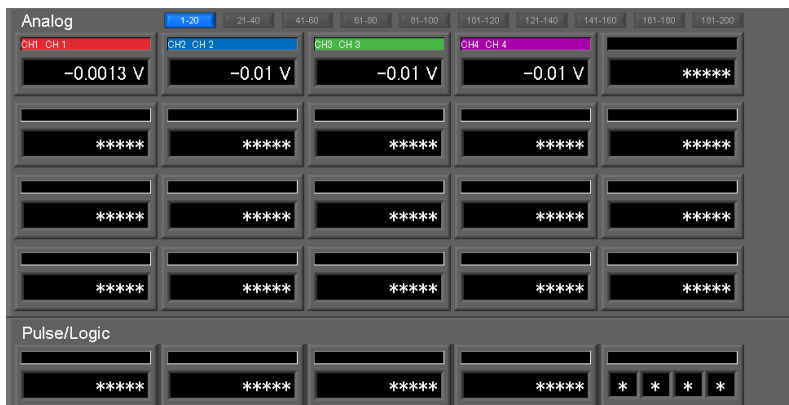 Analog 1-20 21-40 41-60 61-80 81-100 101-120 121-140 141-160 161-180 181-200
CH1 CH 1 CH2 CH 2 CH3 CH 3 CH4 CH 4
-0.0013 V -0.01 V -0.01 V -0.01 V *****
***** ***** ***** ***** *****
***** ***** ***** ***** *****
***** ***** ***** ***** *****
Pulse/Logic
***** ***** ***** ***** * * * *